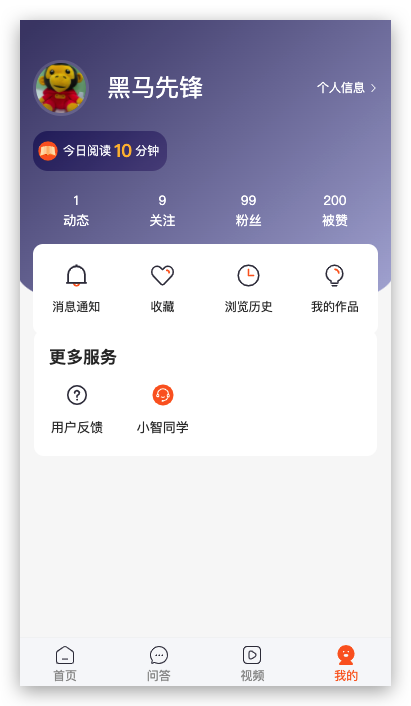 黑马先锋
个人信息
今日阅读10分钟
1 9 99 200
动态 关注 粉丝 被赞
消息通知 收藏 浏览历史 我的作品
更多服务
用户反馈 小智同学
首页 问答 视频 我的